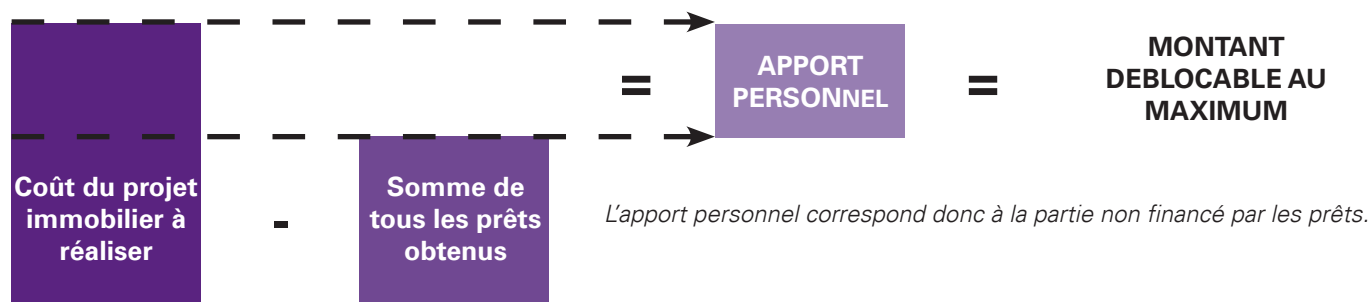 =
APPORT
PERSONNEL
=
MONTANT
DEBLOCABLE AU
MAXIMUM
Coût du projet
immobilier à
réaliser
-
Somme de
tous les prêts
obtenus
L'apport personnel correspond donc à la partie non financé par les prêts.